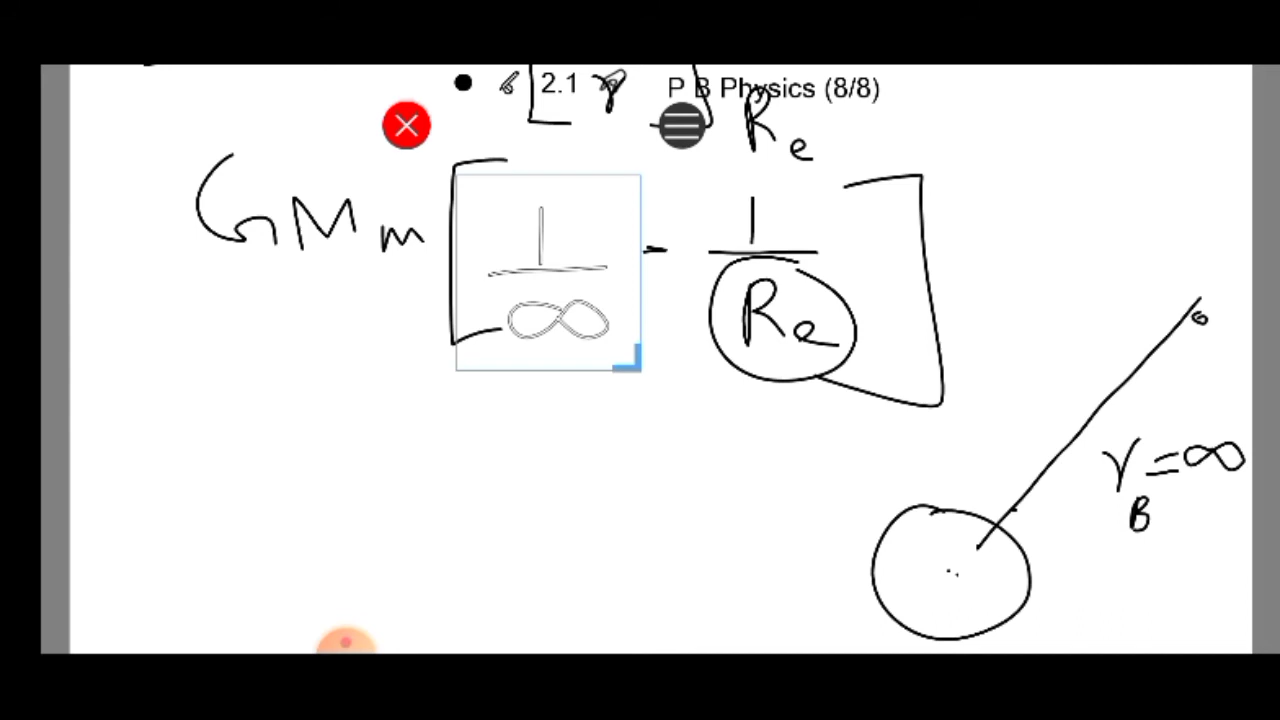 2.1 P B Physics (8/8)
Re
GMm [ 1/∞ - 1/Re ]
r
B
= ∞